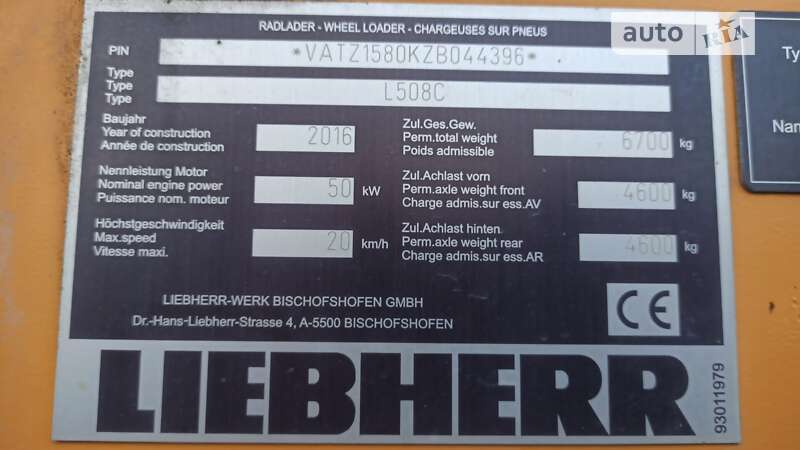 RADLADER - WHEEL LOADER - CHARGEUSES SUR PNEUS
PIN *VATZ1580KZB044396*
Type
Type L508C
Type
Baujahr
Year of construction 2016
Année de construction
Zul.Ges.Gew.
Perm.total weight 6700 kg
Poids admissible
Nennleistung Motor
Nominal engine power 50 kW
Puissance nom. moteur
Zul.Achlast vorn
Perm.axle weight front 4600 kg
Charge admis.sur ess.AV
Höchstgeschwindigkeit
Max.speed 20 km/h
Vitesse maxi.
Zul.Achlast hinten
Perm.axle weight rear 4600 kg
Charge admis.sur ess.AR
LIEBHERR-WERK BISCHOFSHOFEN GMBH
Dr.-Hans-Liebherr-Strasse 4, A-5500 BISCHOFSHOFEN
CE
LIEBHERR
93011979
auto RIA
Ty
Nam